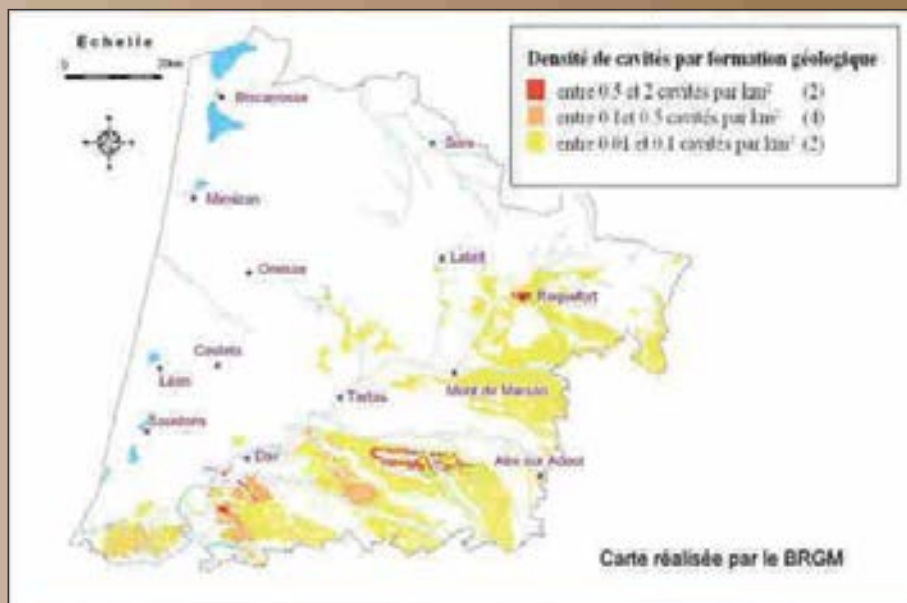 Echelle
0 20km
Densité de cavités par formation géologique
entre 0.5 et 2 cavités par km² (2)
entre 0.1 et 0.5 cavités par km² (4)
entre 0.01 et 0.1 cavités par km² (2)
Biscarosse
Sore
Mimizan
Onesse
Labrit
Roquefort
Castets
Léon
Mont de Marsan
Tartas
Soustons
Dax
Aire sur Adour
Carte réalisée par le BRGM